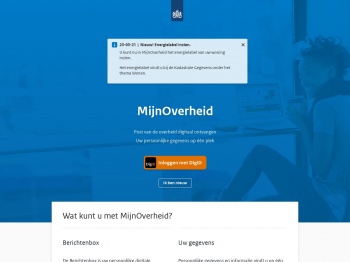 20-05-21 | Nieuw! Energielabel inzien.
U kunt nu in MijnOverheid het energielabel van uw woning
inzien.
Het energielabel vindt u bij de Kadastrale Gegevens onder het
thema Wonen.
MijnOverheid
Post van de overheid digitaal ontvangen
Uw persoonlijke gegevens op één plek
DigiD Inloggen met DigiD
Ik ben nieuw
Wat kunt u met MijnOverheid?
Berichtenbox
Uw gegevens
De Berichtenbox is uw persoonlijke digitale
Persoonlijke gegevens en informatie vindt u op één